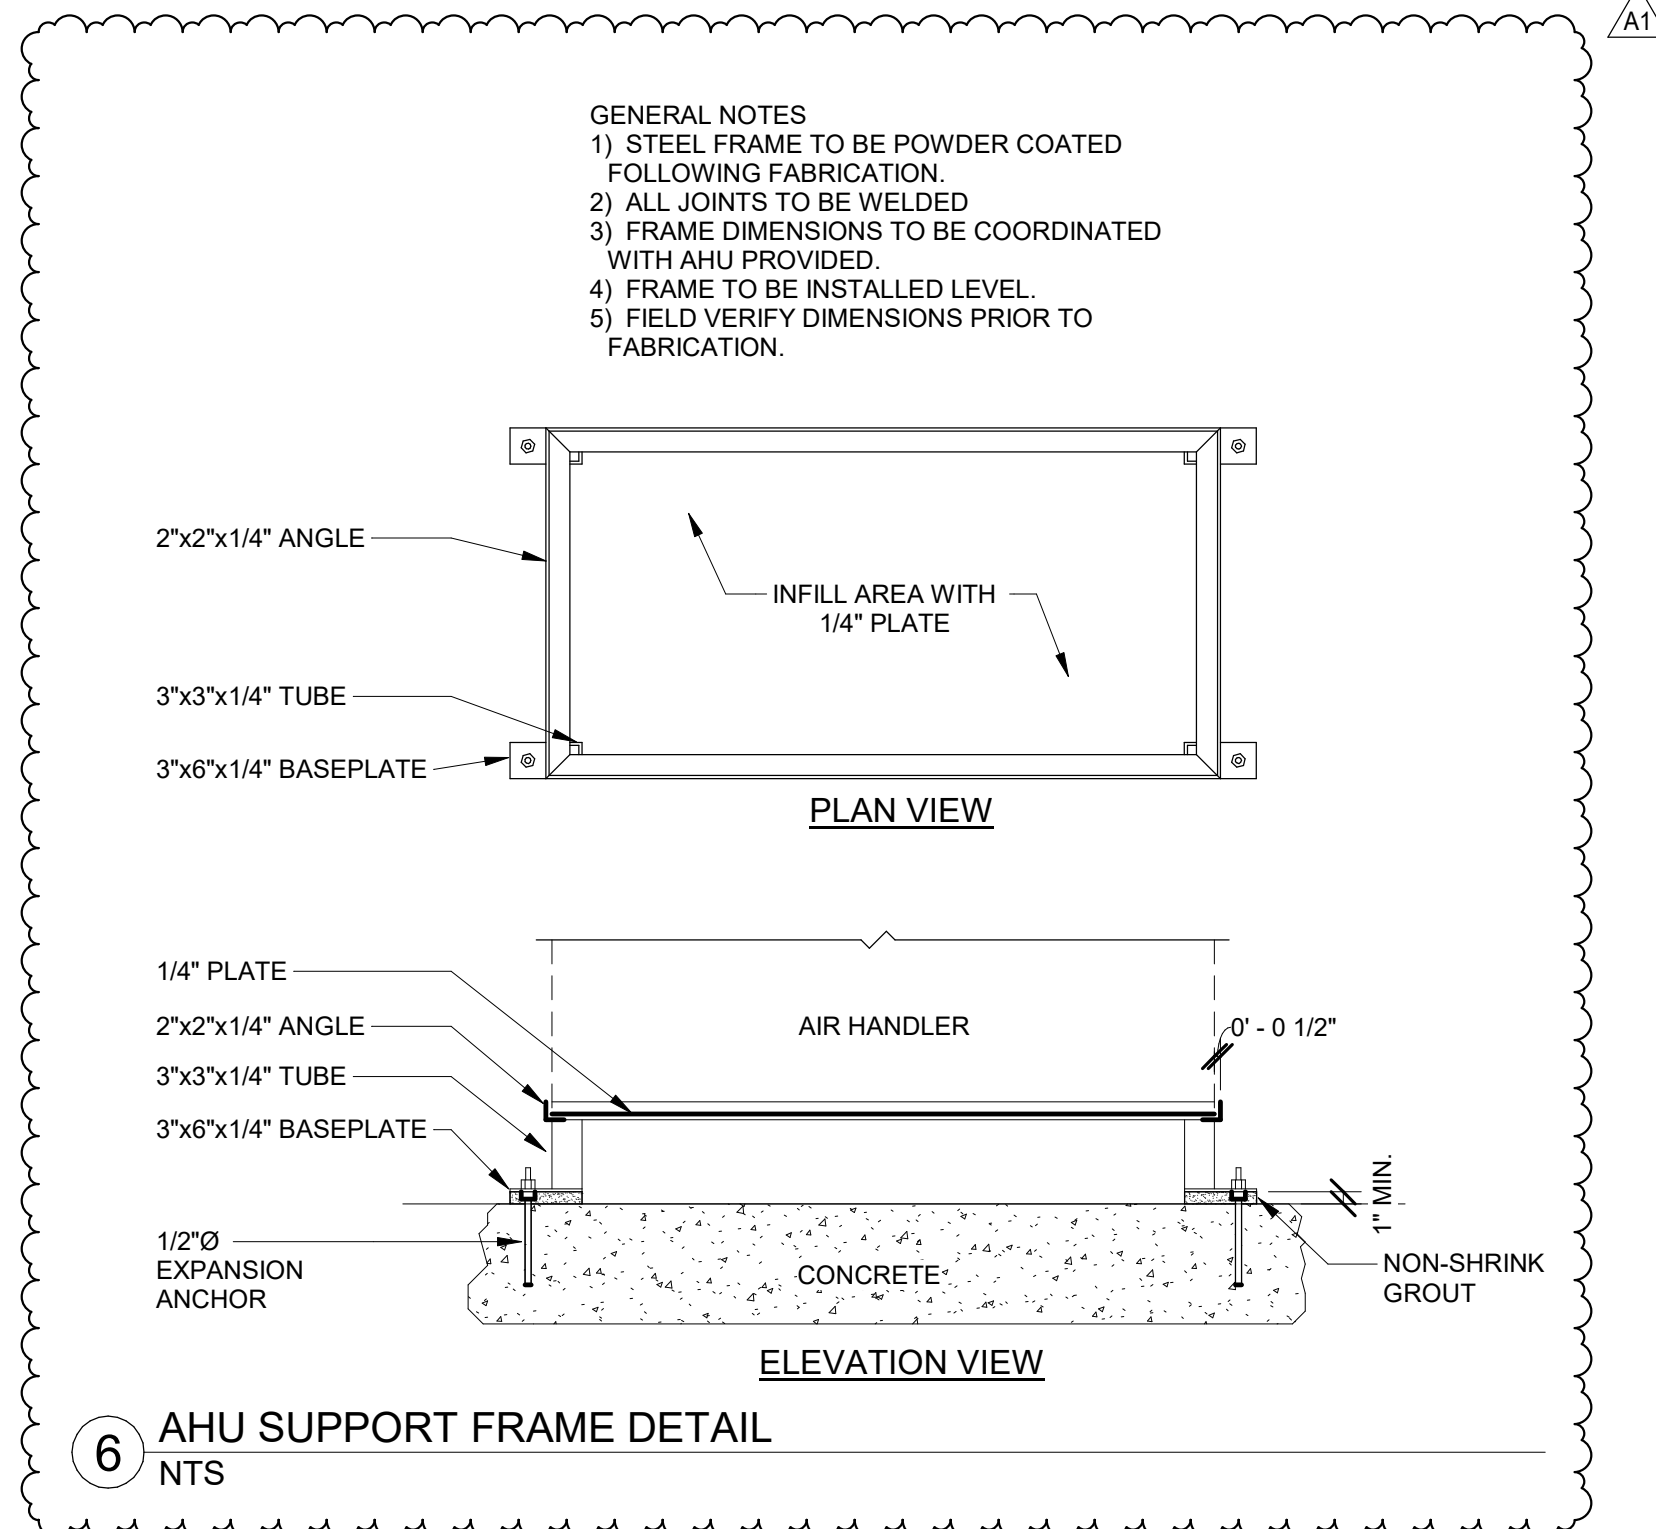 A1
GENERAL NOTES
1) STEEL FRAME TO BE POWDER COATED
FOLLOWING FABRICATION.
2) ALL JOINTS TO BE WELDED
3) FRAME DIMENSIONS TO BE COORDINATED
WITH AHU PROVIDED.
4) FRAME TO BE INSTALLED LEVEL.
5) FIELD VERIFY DIMENSIONS PRIOR TO
FABRICATION.
2"x2"x1/4" ANGLE
INFILL AREA WITH
1/4" PLATE
3"x3"x1/4" TUBE
3"x6"x1/4" BASEPLATE
PLAN VIEW
1/4" PLATE
2"x2"x1/4" ANGLE
AIR HANDLER
0' - 0 1/2"
3"x3"x1/4" TUBE
3"x6"x1/4" BASEPLATE
1" MIN.
1/2"Ø
EXPANSION
ANCHOR
CONCRETE
NON-SHRINK
GROUT
ELEVATION VIEW
6
AHU SUPPORT FRAME DETAIL
NTS